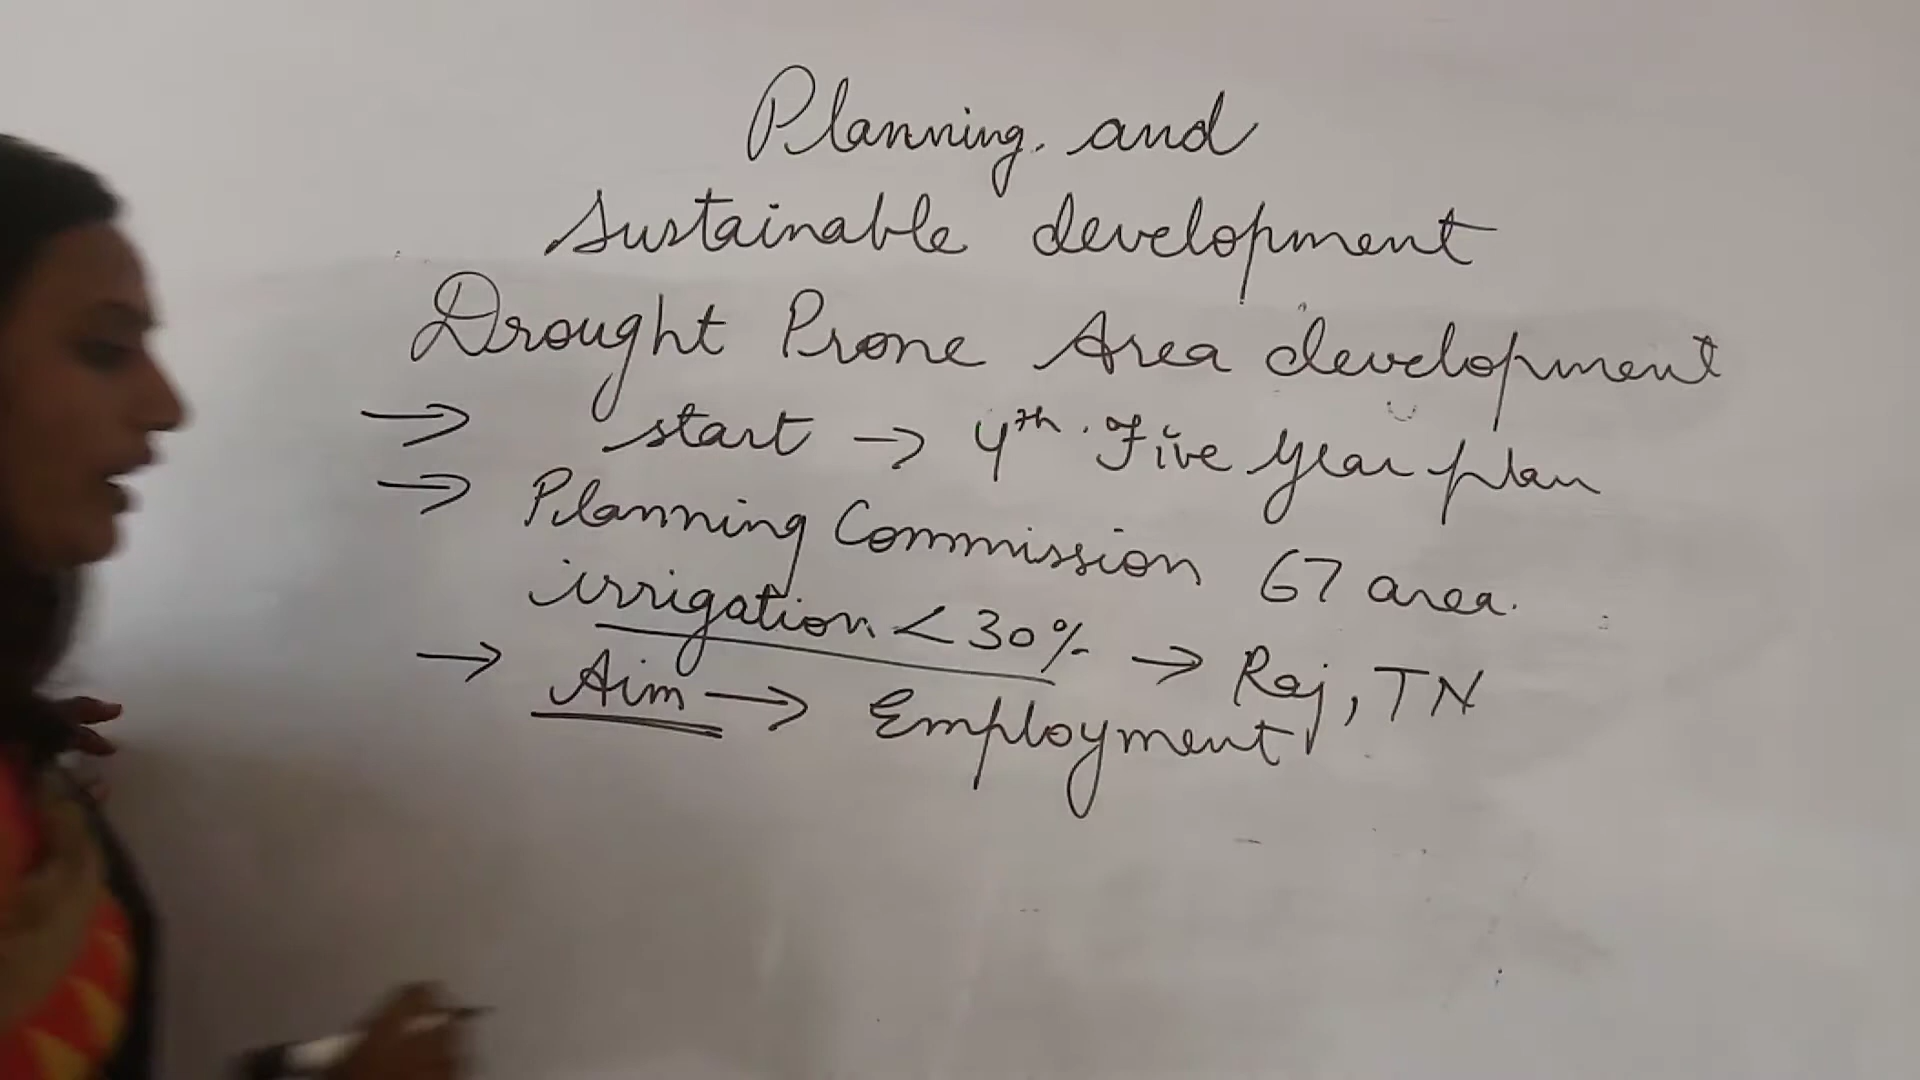 Planning and
sustainable development
Drought Prone Area development
→ start → 4th Five year plan
→ Planning Commission 67 area.
irrigation < 30% → Raj, TN
→ Aim → Employment